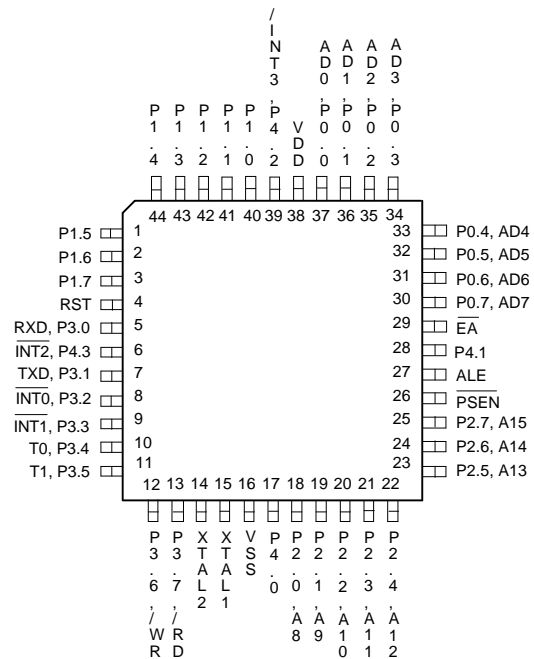 /INT3,P4.2
AD0,P0.0
AD1,P0.1
AD2,P0.2
AD3,P0.3
P1.4
P1.3
P1.2
P1.1
P1.0
VDD
44 43 42 41 40 39 38 37 36 35 34
P1.5 1
P1.6 2
P1.7 3
RST 4
RXD, P3.0 5
INT2, P4.3 6
TXD, P3.1 7
INT0, P3.2 8
INT1, P3.3 9
T0, P3.4 10
T1, P3.5 11
33 P0.4, AD4
32 P0.5, AD5
31 P0.6, AD6
30 P0.7, AD7
29 EA
28 P4.1
27 ALE
26 PSEN
25 P2.7, A15
24 P2.6, A14
23 P2.5, A13
12 13 14 15 16 17 18 19 20 21 22
P3.6,/WR
P3.7,/RD
XTAL2
XTAL1
VSS
P4.0
P2.0,A8
P2.1,A9
P2.2,A10
P2.3,A11
P2.4,A12